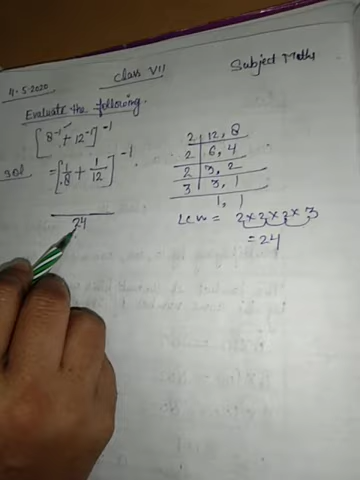 4.5.2020 Class VII Subject Maths
Evaluate the following.
[8⁻¹ + 12⁻¹]⁻¹
Sol = [1/8 + 1/12]⁻¹
24
2 | 12, 8
2 | 6, 4
2 | 3, 2
3 | 3, 1
1, 1
LCM = 2×2×2×3
= 24